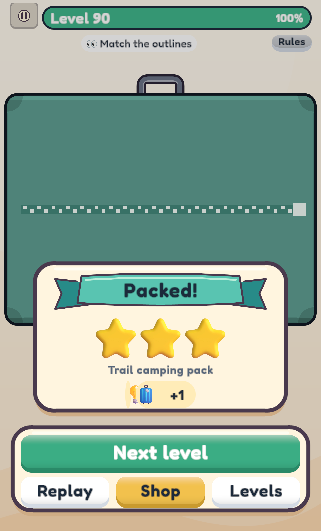 Level 90
100%
👀 Match the outlines
Rules
Packed!
Trail camping pack
+1
Next level
Replay
Shop
Levels